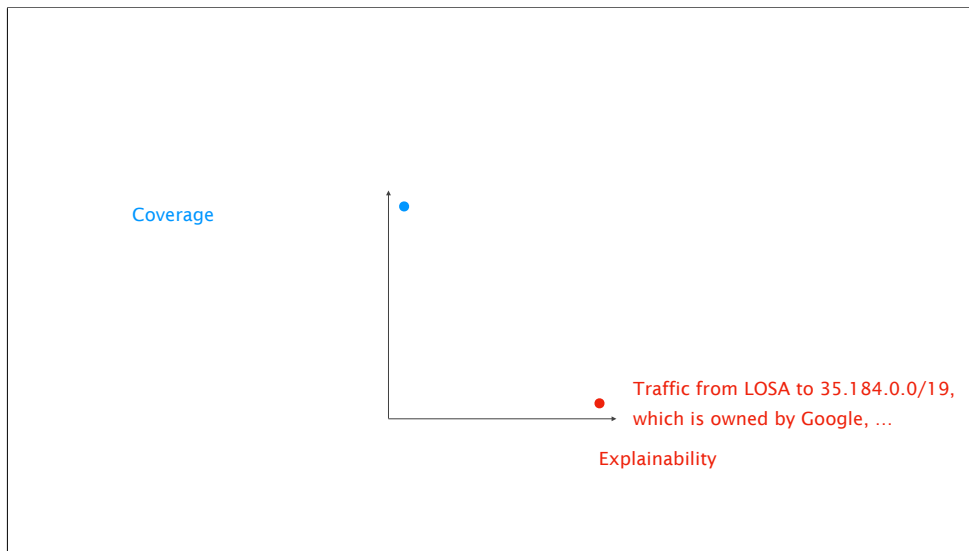 Coverage
Traffic from LOSA to 35.184.0.0/19,
which is owned by Google, …
Explainability